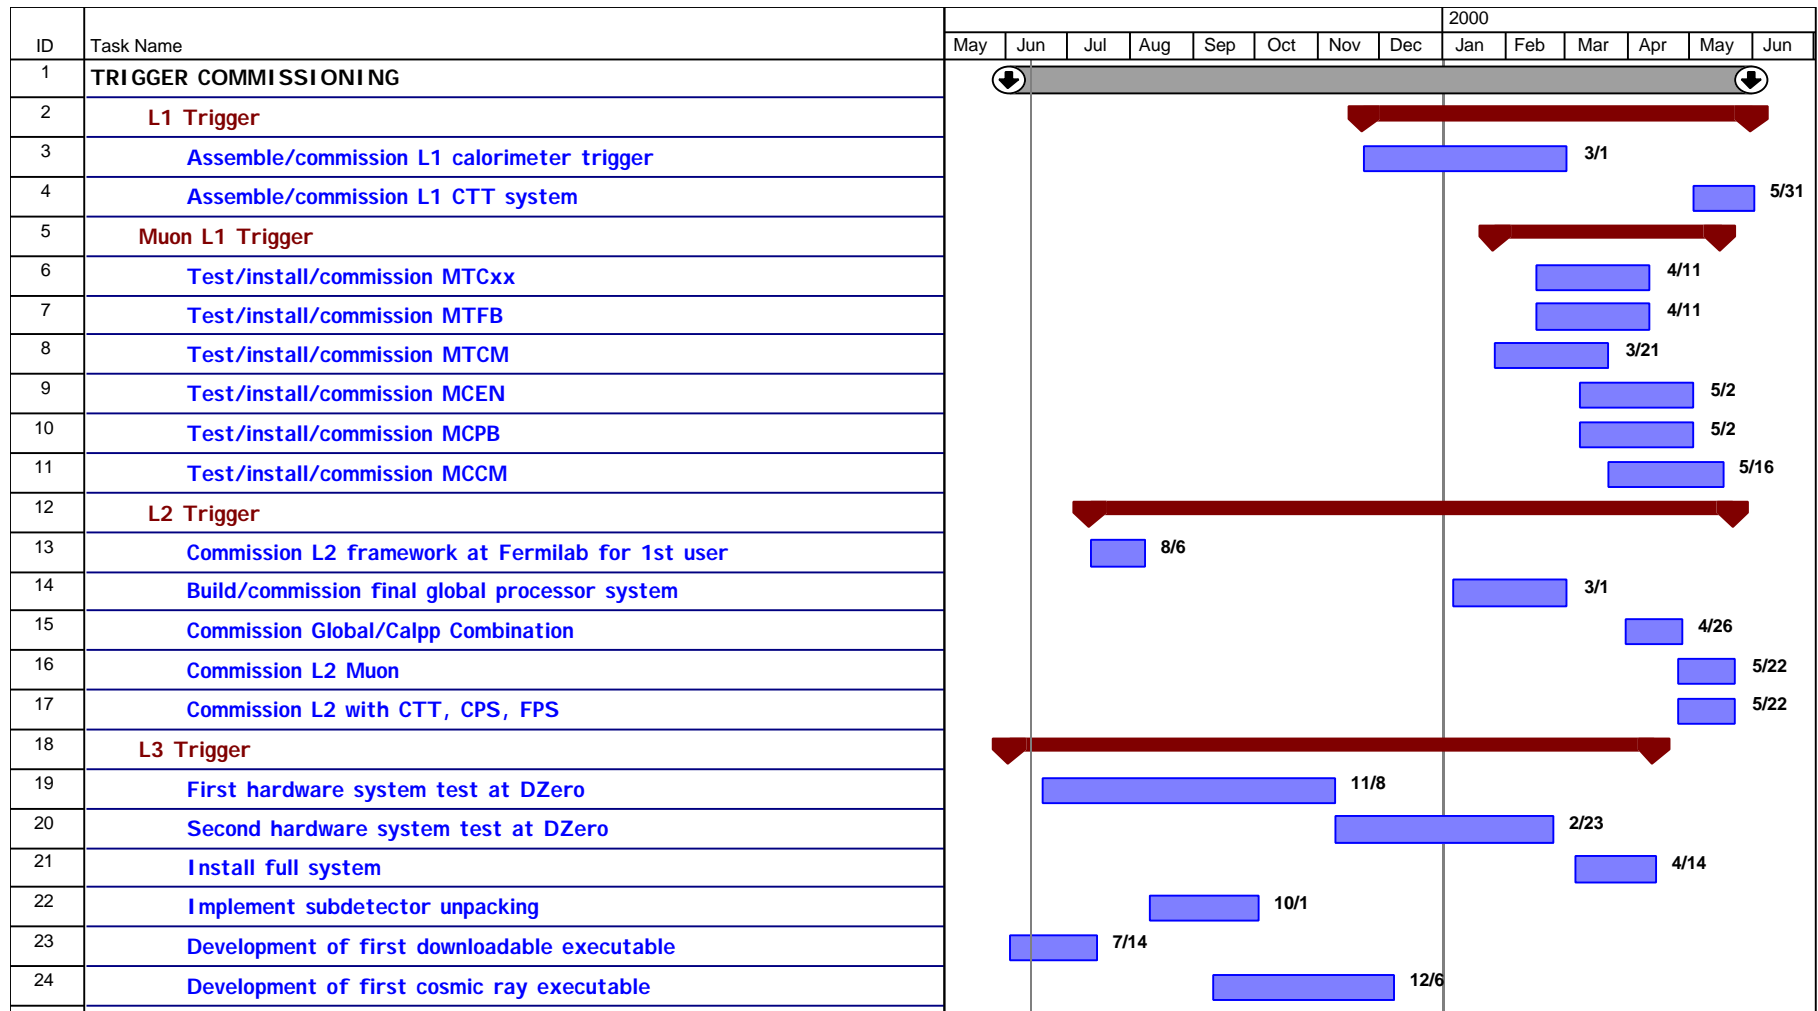 2000
ID Task Name May Jun Jul Aug Sep Oct Nov Dec Jan Feb Mar Apr May Jun
1 TRIGGER COMMISSIONING
2 L1 Trigger
3 Assemble/commission L1 calorimeter trigger 3/1
4 Assemble/commission L1 CTT system 5/31
5 Muon L1 Trigger
6 Test/install/commission MTCxx 4/11
7 Test/install/commission MTFB 4/11
8 Test/install/commission MTCM 3/21
9 Test/install/commission MCEN 5/2
10 Test/install/commission MCPB 5/2
11 Test/install/commission MCCM 5/16
12 L2 Trigger
13 Commission L2 framework at Fermilab for 1st user 8/6
14 Build/commission final global processor system 3/1
15 Commission Global/Calpp Combination 4/26
16 Commission L2 Muon 5/22
17 Commission L2 with CTT, CPS, FPS 5/22
18 L3 Trigger
19 First hardware system test at DZero 11/8
20 Second hardware system test at DZero 2/23
21 Install full system 4/14
22 Implement subdetector unpacking 10/1
23 Development of first downloadable executable 7/14
24 Development of first cosmic ray executable 12/6